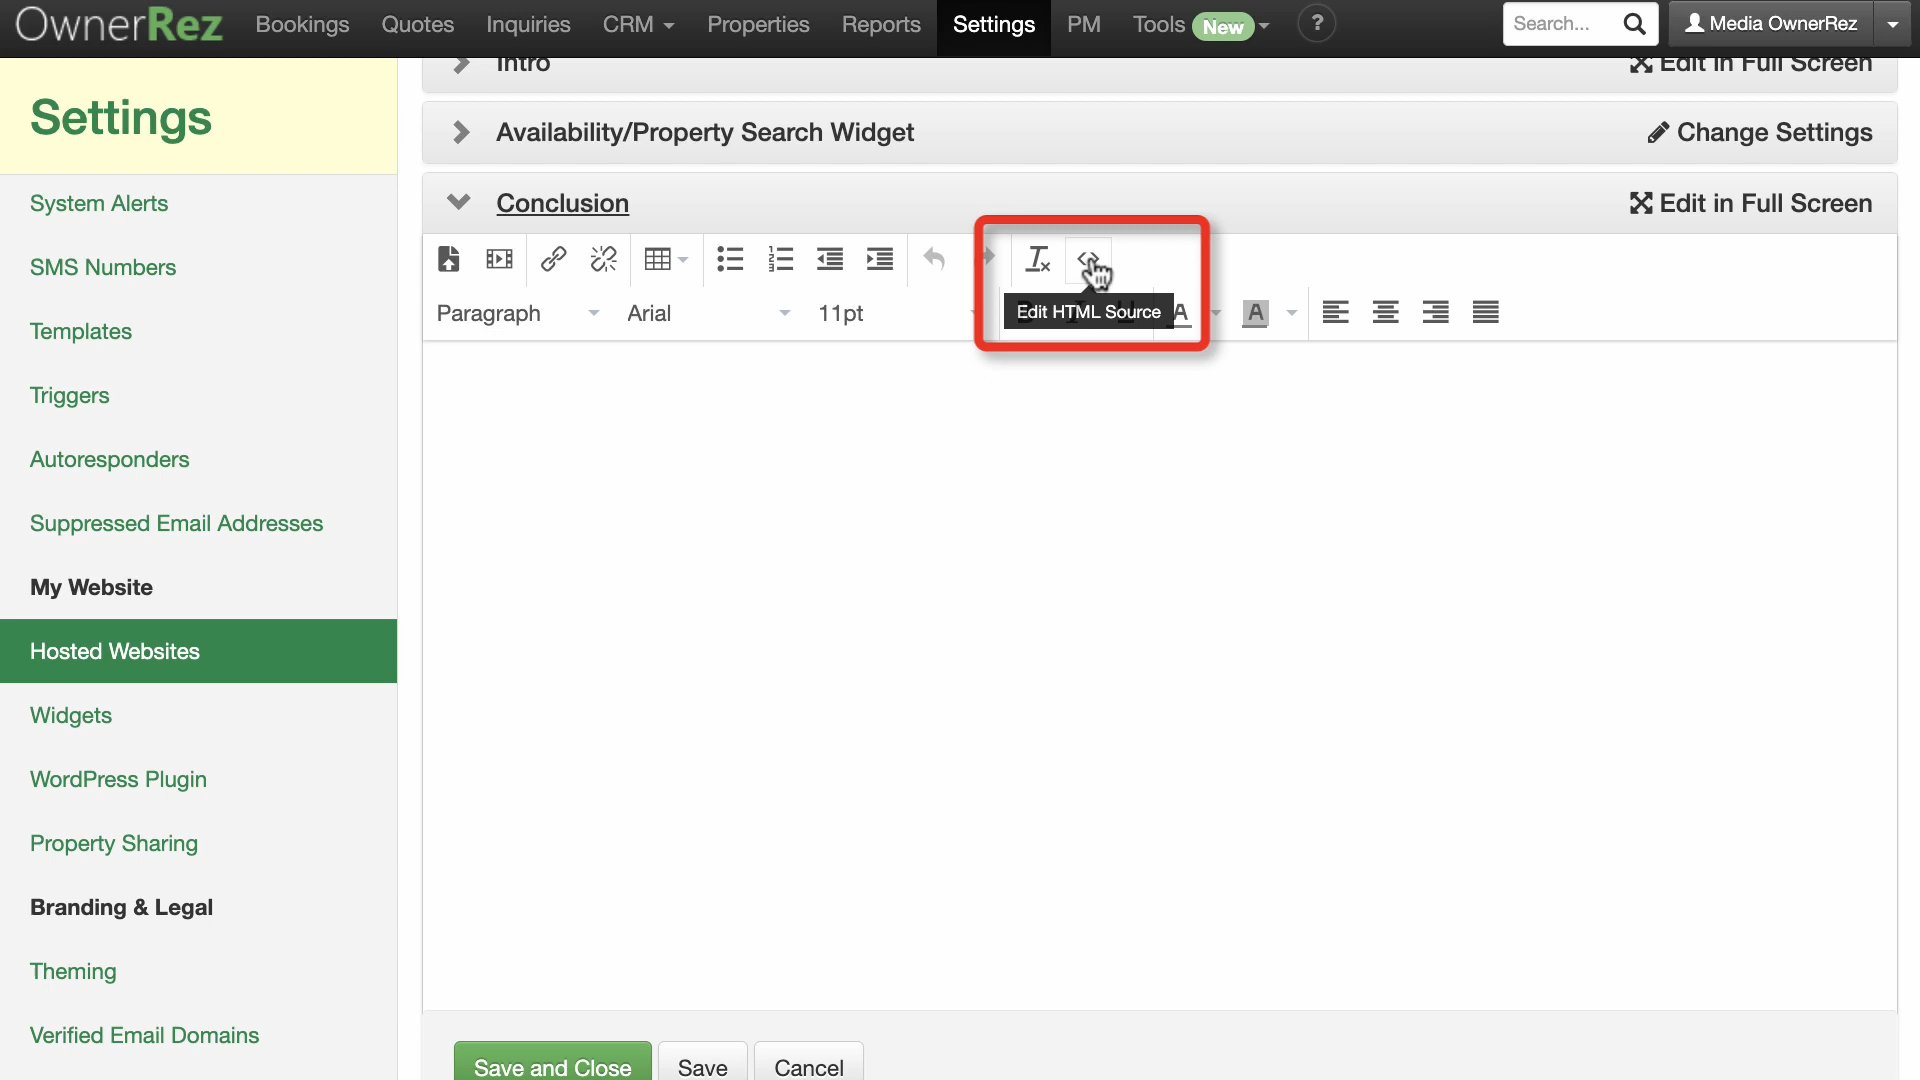 OwnerRez Bookings Quotes Inquiries CRM Properties Reports Settings PM Tools New ? Search... Media OwnerRez
Intro Edit in Full Screen
Settings
Availability/Property Search Widget Change Settings
Conclusion Edit in Full Screen
Paragraph Arial 11pt Edit HTML Source A A
System Alerts
SMS Numbers
Templates
Triggers
Autoresponders
Suppressed Email Addresses
My Website
Hosted Websites
Widgets
WordPress Plugin
Property Sharing
Branding & Legal
Theming
Verified Email Domains
Save and Close Save Cancel